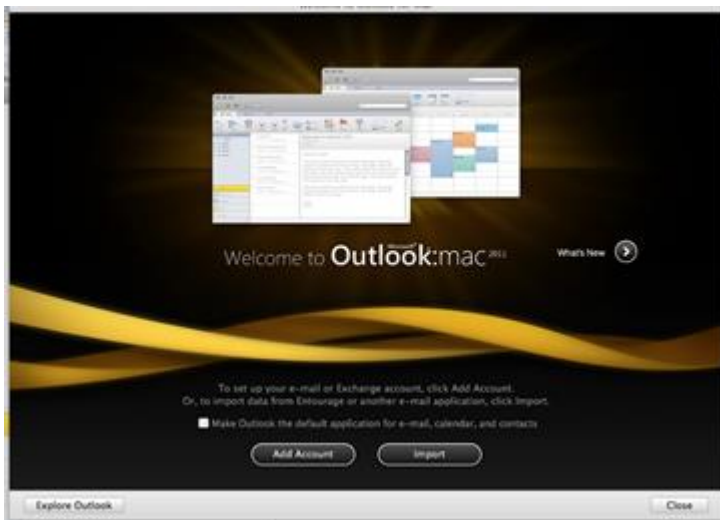 Welcome to Microsoft Outlook:mac 2011
What's New
To set up your e-mail or Exchange account, click Add Account.
Or, to import data from Entourage or another e-mail application, click Import.
Make Outlook the default application for e-mail, calendar, and contacts
Add Account
Import
Explore Outlook
Close